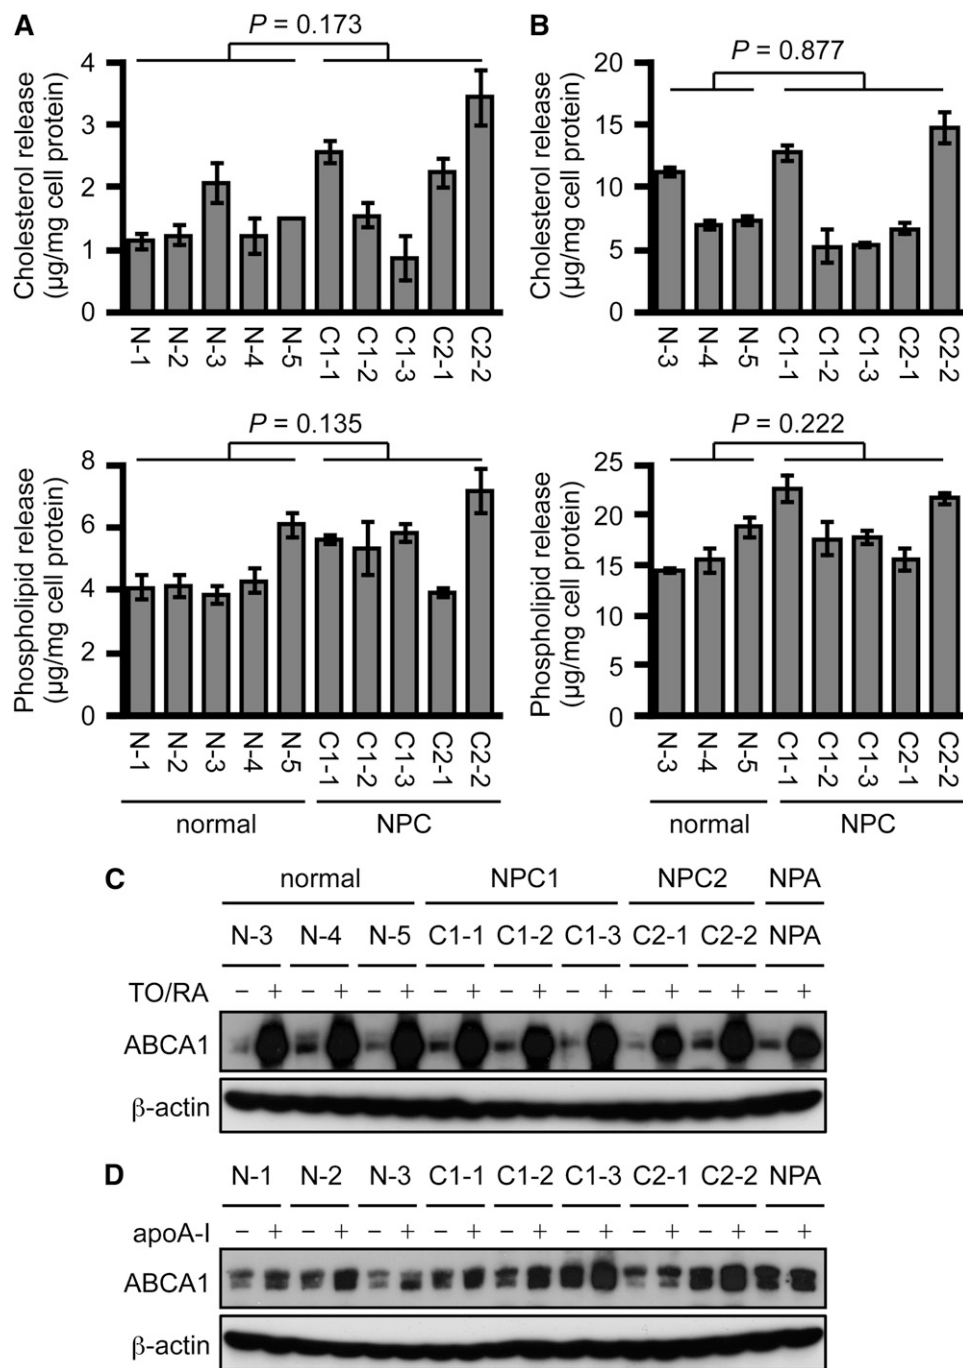 A
P = 0.173
Cholesterol release
(μg/mg cell protein)
4
3
2
1
0
N-1 N-2 N-3 N-4 N-5 C1-1 C1-2 C1-3 C2-1 C2-2
B
P = 0.877
Cholesterol release
(μg/mg cell protein)
20
15
10
5
0
N-3 N-4 N-5 C1-1 C1-2 C1-3 C2-1 C2-2
P = 0.135
Phospholipid release
(μg/mg cell protein)
8
6
4
2
0
N-1 N-2 N-3 N-4 N-5 C1-1 C1-2 C1-3 C2-1 C2-2
normal NPC
P = 0.222
Phospholipid release
(μg/mg cell protein)
25
20
15
10
5
0
N-3 N-4 N-5 C1-1 C1-2 C1-3 C2-1 C2-2
normal NPC
C normal NPC1 NPC2 NPA
N-3 N-4 N-5 C1-1 C1-2 C1-3 C2-1 C2-2 NPA
TO/RA − + − + − + − + − + − + − + − + − +
ABCA1
β-actin
D N-1 N-2 N-3 C1-1 C1-2 C1-3 C2-1 C2-2 NPA
apoA-I − + − + − + − + − + − + − + − + − +
ABCA1
β-actin